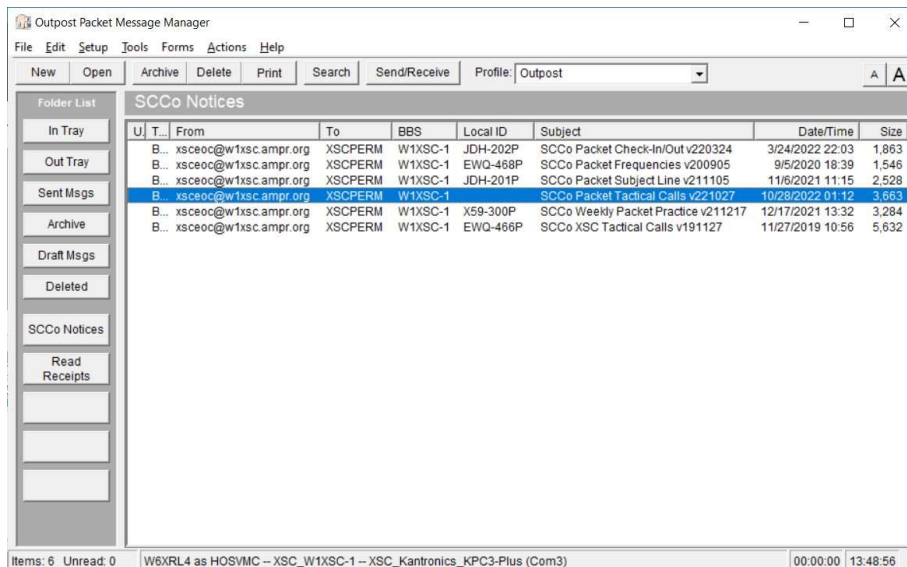 Outpost Packet Message Manager
File Edit Setup Tools Forms Actions Help
New Open Archive Delete Print Search Send/Receive Profile: Outpost A A
Folder List SCCo Notices
In Tray
Out Tray
Sent Msgs
Archive
Draft Msgs
Deleted
SCCo Notices
Read
Receipts
U. T... From To BBS Local ID Subject Date/Time Size
B... xsceoc@w1xsc.ampr.org XSCPERM W1XSC-1 JDH-202P SCCo Packet Check-In/Out v220324 3/24/2022 22:03 1,863
B... xsceoc@w1xsc.ampr.org XSCPERM W1XSC-1 EWQ-468P SCCo Packet Frequencies v200905 9/5/2020 18:39 1,546
B... xsceoc@w1xsc.ampr.org XSCPERM W1XSC-1 JDH-201P SCCo Packet Subject Line v211105 11/6/2021 11:15 2,528
B... xsceoc@w1xsc.ampr.org XSCPERM W1XSC-1 SCCo Packet Tactical Calls v221027 10/28/2022 01:12 3,663
B... xsceoc@w1xsc.ampr.org XSCPERM W1XSC-1 X59-300P SCCo Weekly Packet Practice v211217 12/17/2021 13:32 3,284
B... xsceoc@w1xsc.ampr.org XSCPERM W1XSC-1 EWQ-466P SCCo XSC Tactical Calls v191127 11/27/2019 10:56 5,632
Items: 6 Unread: 0 W6XRL4 as HOSVMC -- XSC_W1XSC-1 -- XSC_Kantronics_KPC3-Plus (Com3) 00:00:00 13:48:56